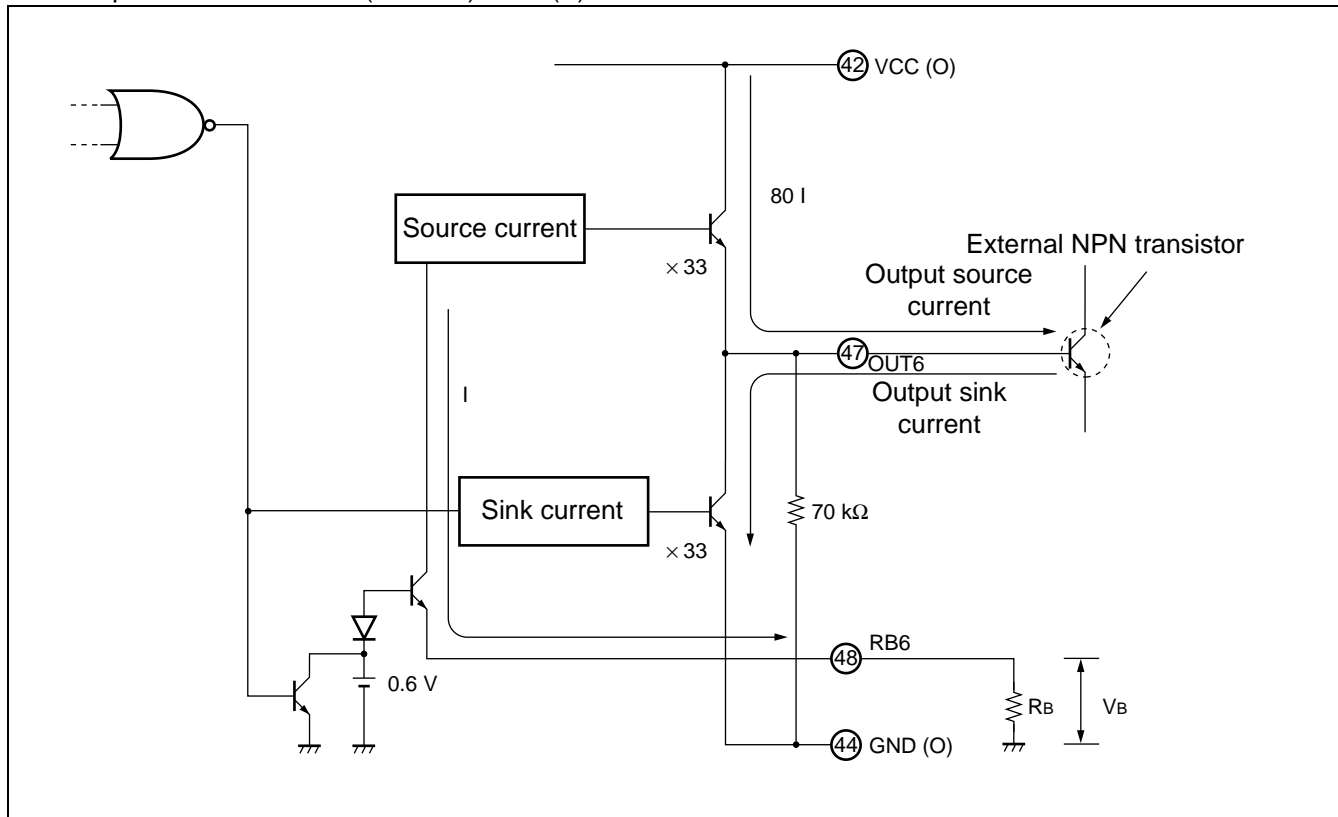 42 VCC (O)
80 I
Source current
× 33
External NPN transistor
Output source
current
47
OUT6
Output sink
current
I
Sink current
× 33
70 kΩ
48 RB6
0.6 V
RB
VB
44 GND (O)